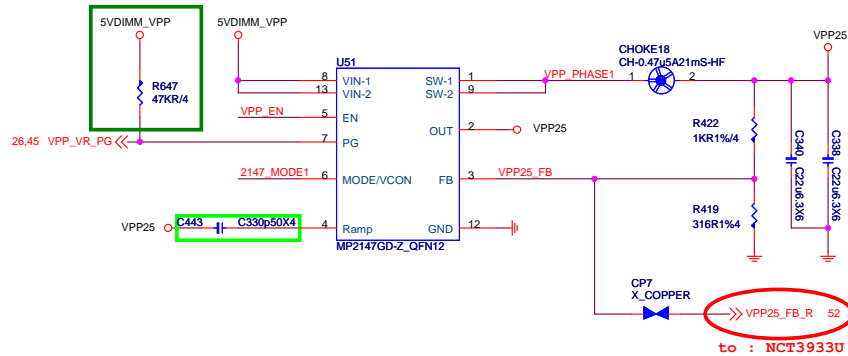 5VDIMM_VPP
5VDIMM_VPP
VPP25
R647
47KR/4
U51
CHOKE18
CH-0.47u5A21mS-HF
8 VIN-1
13 VIN-2
SW-1 1
SW-2 9
VPP_PHASE1 1 2
VPP_EN 5 EN
OUT 2 VPP25
26,45 VPP_VR_PG 7 PG
R422
1KR1%/4
C340
C22u6.3X6
C338
C22u6.3X6
2147_MODE1 6 MODE/VCON
FB 3 VPP25_FB
VPP25 C443 C330p50X4 4 Ramp
GND 12
R419
316R1%4
MP2147GD-Z_QFN12
CP7
X_COPPER
VPP25_FB_R 52
to : NCT3933U